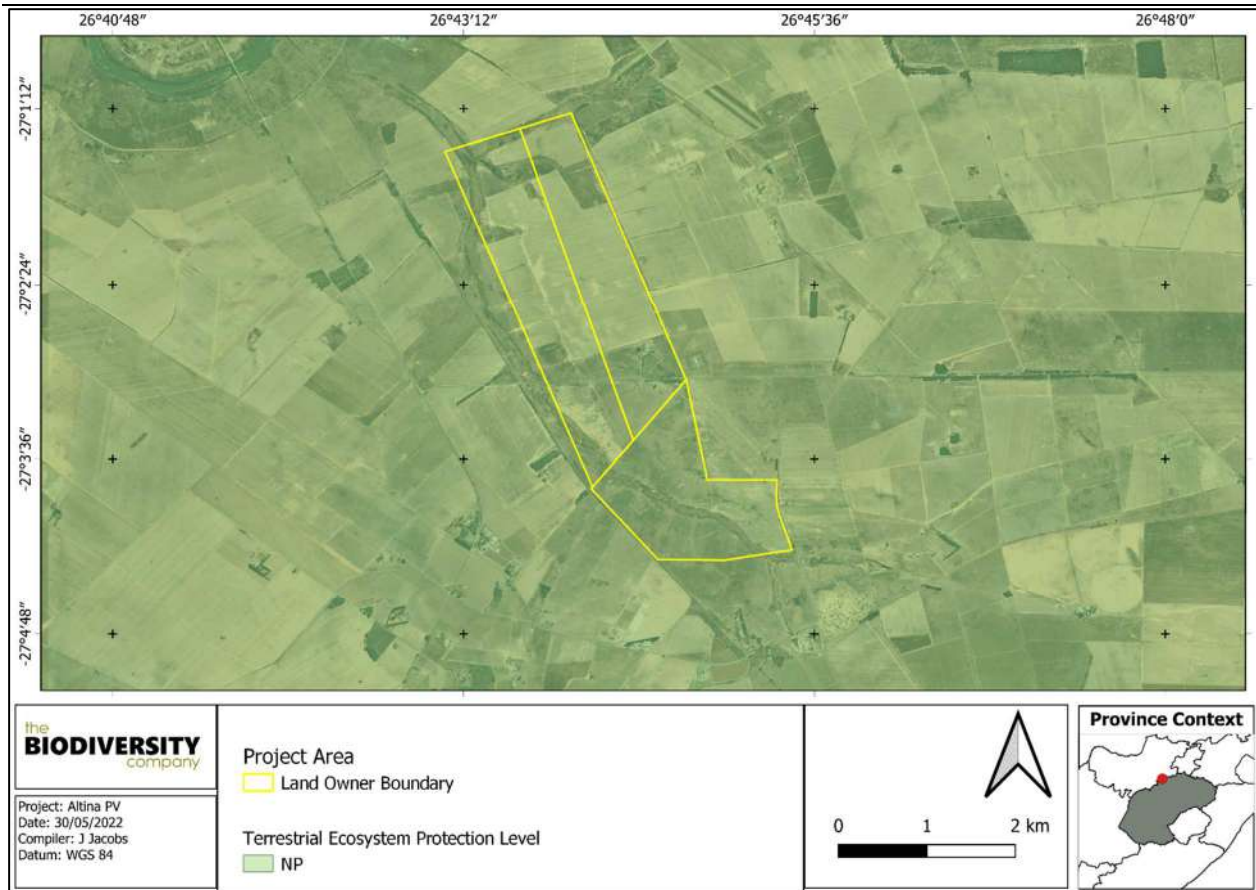 26°40'48" 26°43'12" 26°45'36" 26°48'0"
-27°1'12"
-27°2'24"
-27°3'36"
-27°4'48"
the
BIODIVERSITY
company
Project: Altina PV
Date: 30/05/2022
Compiler: J Jacobs
Datum: WGS 84
Project Area
Land Owner Boundary
Terrestrial Ecosystem Protection Level
NP
0 1 2 km
Province Context